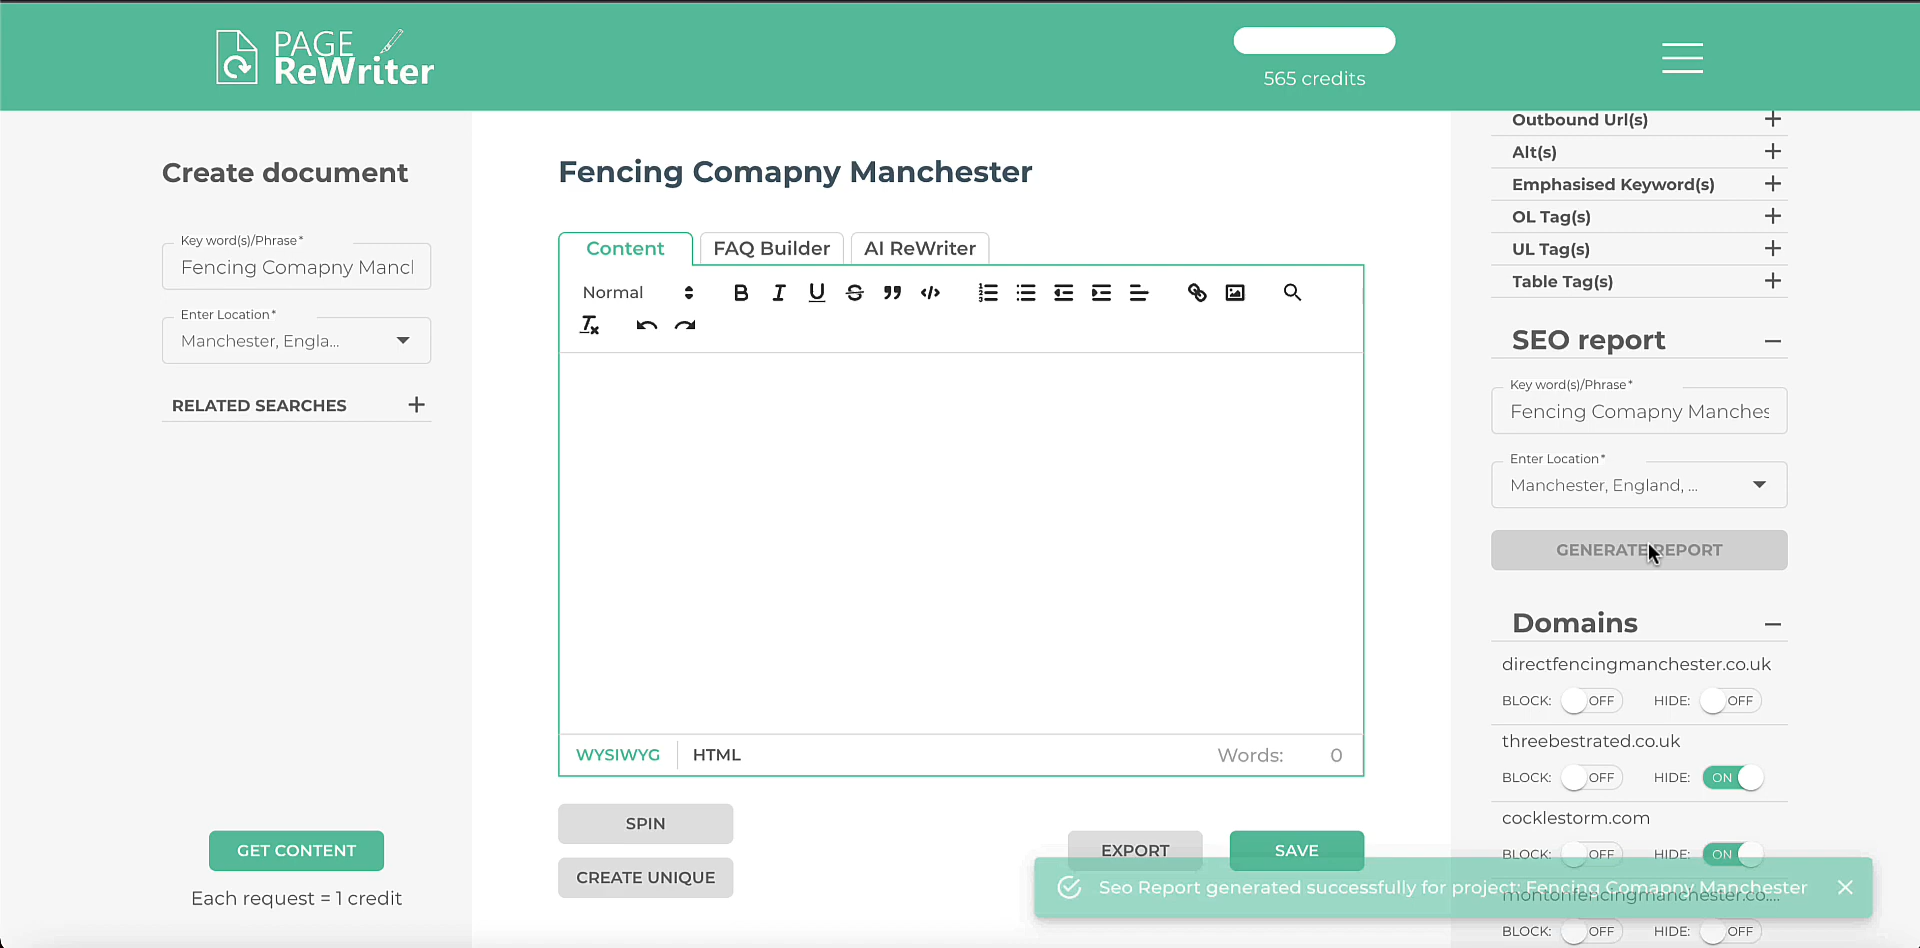 PAGE
ReWriter
565 credits
Create document
Key word(s)/Phrase*
Fencing Comapny Mancl
Enter Location*
Manchester, Engla...
RELATED SEARCHES
GET CONTENT
Each request = 1 credit
Fencing Comapny Manchester
Content
FAQ Builder
AI ReWriter
Normal
WYSIWYG
HTML
Words: 0
SPIN
CREATE UNIQUE
EXPORT
SAVE
Outbound Url(s)
Alt(s)
Emphasised Keyword(s)
OL Tag(s)
UL Tag(s)
Table Tag(s)
SEO report
Key word(s)/Phrase*
Fencing Comapny Manches
Enter Location*
Manchester, England, ...
GENERATE REPORT
Domains
directfencingmanchester.co.uk
BLOCK: OFF HIDE: OFF
threebestrated.co.uk
BLOCK: OFF HIDE: ON
cocklestorm.com
BLOCK: OFF HIDE: ON
montonfencingmanchester.co....
BLOCK: OFF HIDE: OFF
Seo Report generated successfully for project: Fencing Comapny Manchester